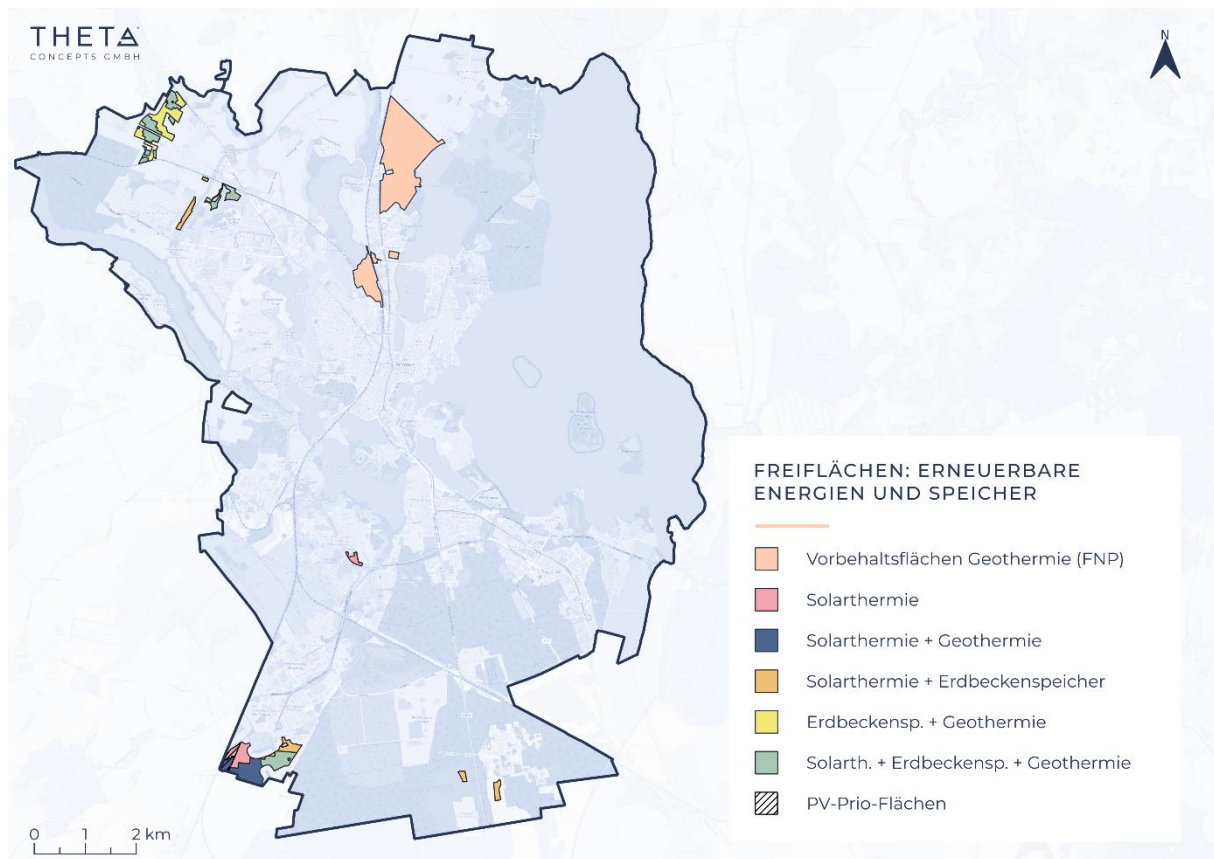 THETA
CONCEPTS GMBH
N
FREIFLÄCHEN: ERNEUERBARE
ENERGIEN UND SPEICHER
Vorbehaltsflächen Geothermie (FNP)
Solarthermie
Solarthermie + Geothermie
Solarthermie + Erdbeckenspeicher
Erdbeckensp. + Geothermie
Solarth. + Erdbeckensp. + Geothermie
PV-Prio-Flächen
0 1 2 km